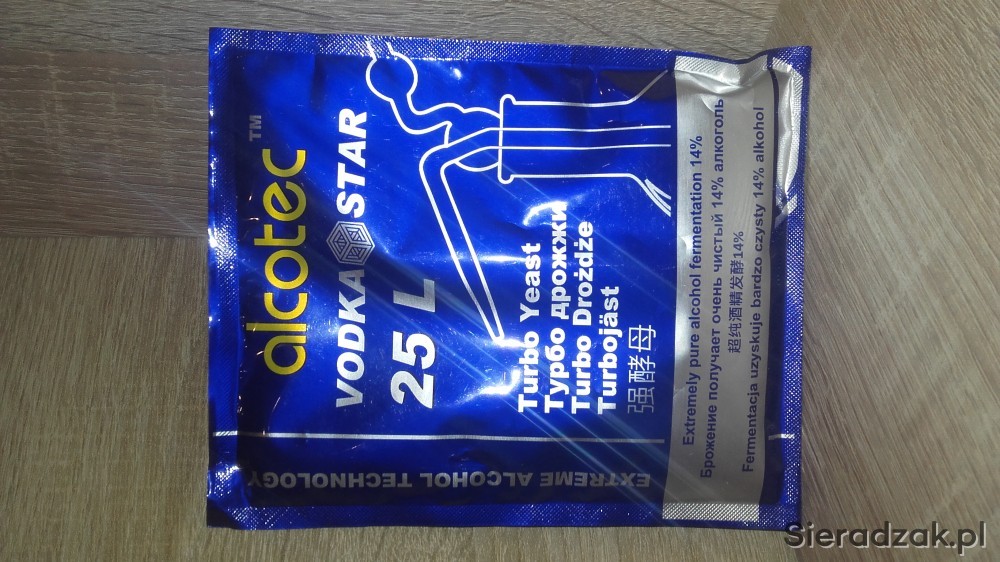 alcotec™
VODKA STAR
25 L
Turbo Yeast
Турбо дрожжи
Turbo Drożdże
Turbojäst
强酵母
EXTREME ALCOHOL TECHNOLOGY
Extremely pure alcohol fermentation 14%
Брожение получает очень чистый 14% алкоголь
超纯酒精发酵14%
Fermentacja uzyskuje bardzo czysty 14% alkohol
Sieradzak.pl